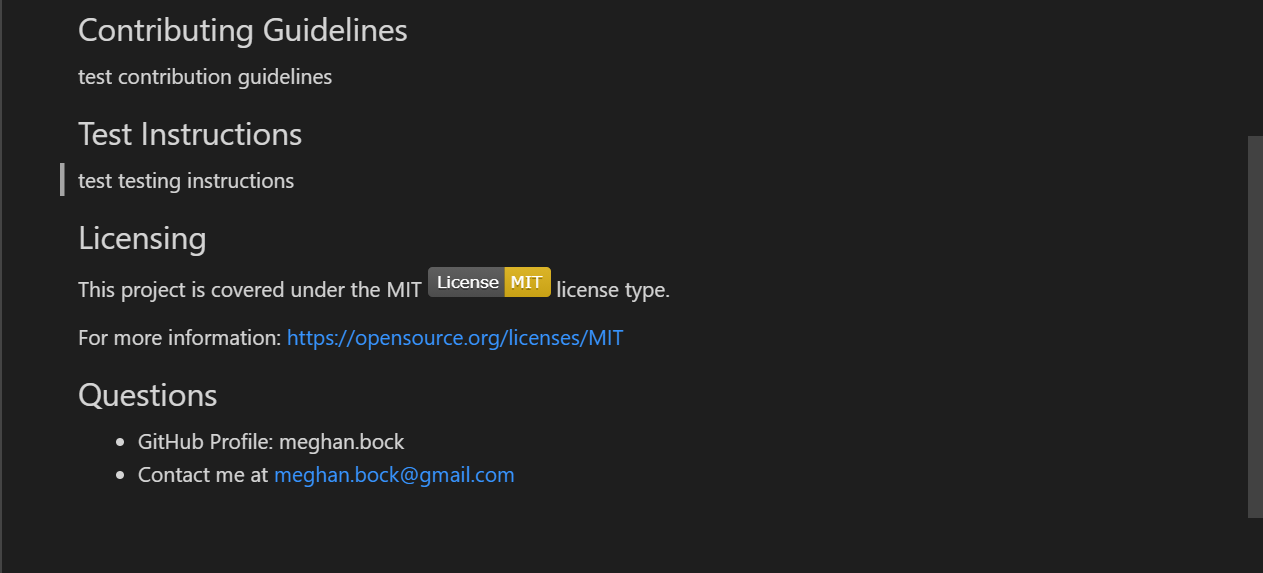 Contributing Guidelines
test contribution guidelines
Test Instructions
test testing instructions
Licensing
This project is covered under the MIT License MIT license type.
For more information: https://opensource.org/licenses/MIT
Questions
• GitHub Profile: meghan.bock
• Contact me at meghan.bock@gmail.com